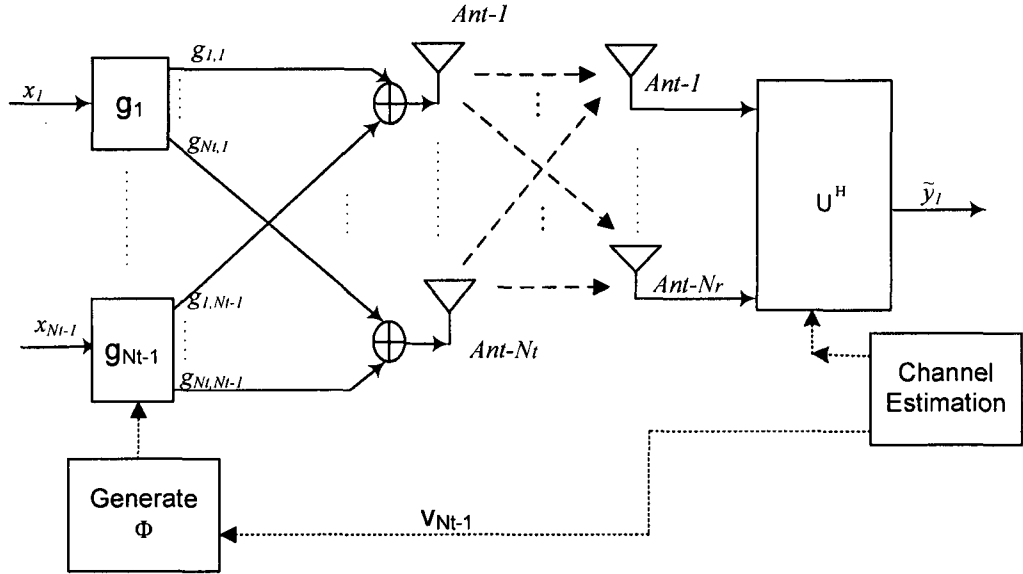 Ant-1
g1,1
x1
g1
Ant-1
gNt,1
U^H
ỹ1
g1,Nt-1
Ant-Nr
xNt-1
gNt-1
Ant-Nt
gNt,Nt-1
Channel
Estimation
Generate
Φ
VNt-1